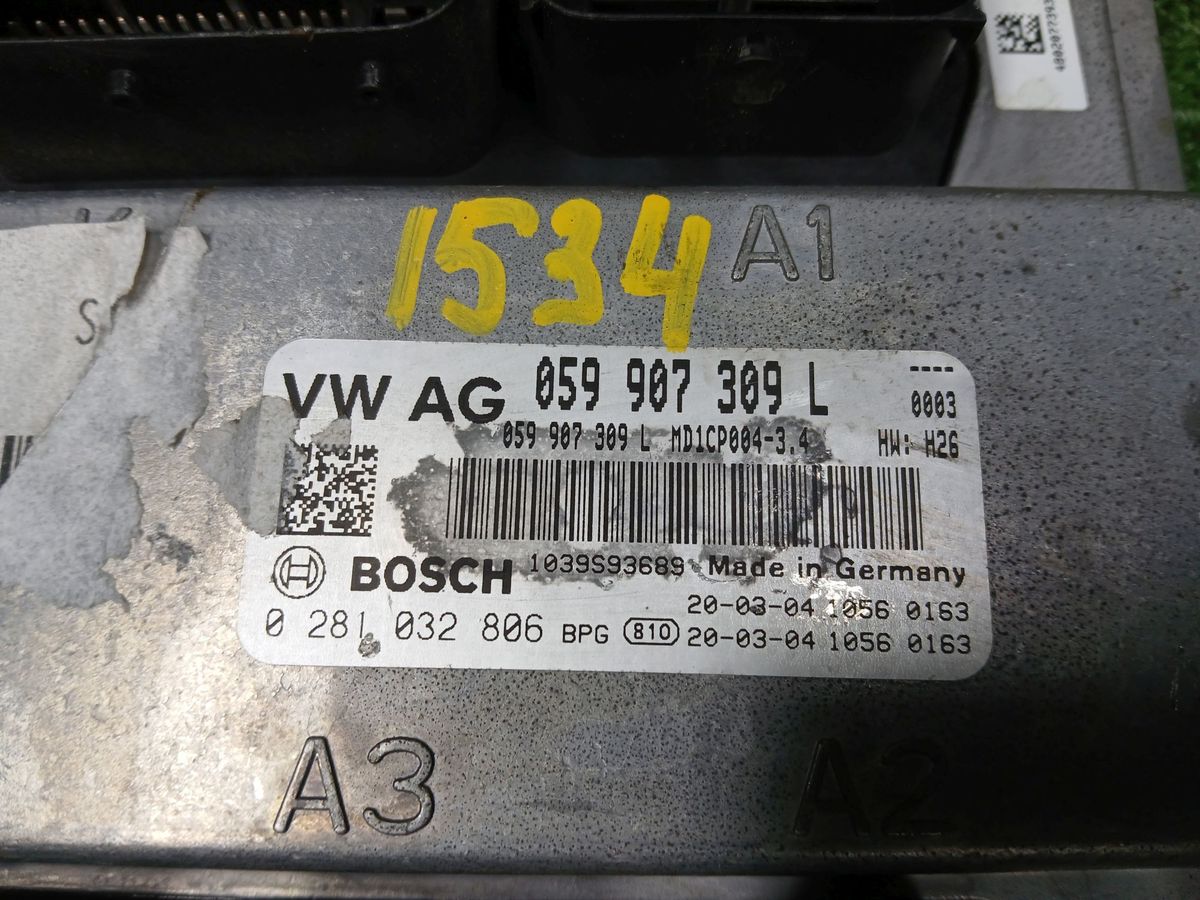 48020773
1534
A1
S
VW AG 059 907 309 L ----
0003
059 907 309 L MD1CP004-3.4 HW: H26
BOSCH 1039S93689 Made in Germany
20-03-04 1056 0163
0 281 032 806 BPG 810 20-03-04 1056 0163
A3 A2